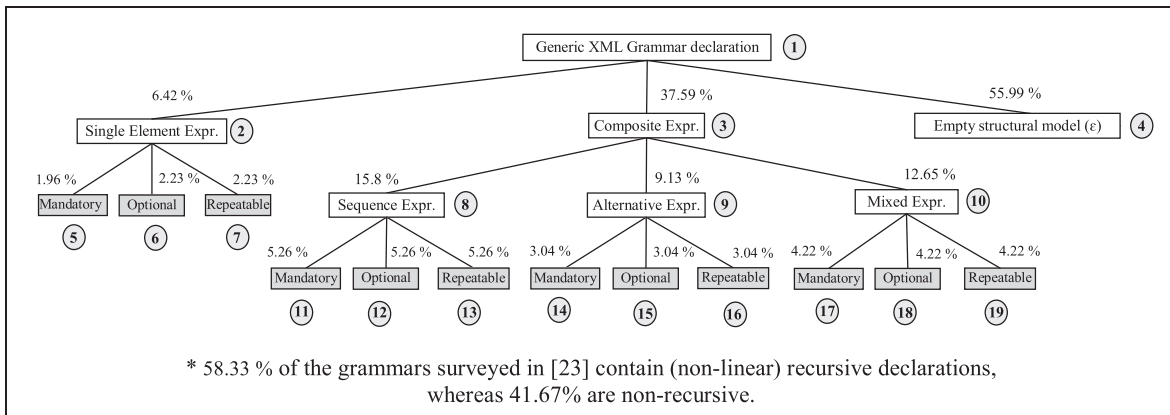 Generic XML Grammar declaration 1
6.42 % 37.59 % 55.99 %
Single Element Expr. 2 Composite Expr. 3 Empty structural model (ε) 4
1.96 % 2.23 % 2.23 % 15.8 % 9.13 % 12.65 %
Mandatory Optional Repeatable Sequence Expr. 8 Alternative Expr. 9 Mixed Expr. 10
5 6 7
5.26 % 5.26 % 5.26 % 3.04 % 3.04 % 3.04 % 4.22 % 4.22 % 4.22 %
Mandatory Optional Repeatable Mandatory Optional Repeatable Mandatory Optional Repeatable
11 12 13 14 15 16 17 18 19
* 58.33 % of the grammars surveyed in [23] contain (non-linear) recursive declarations,
whereas 41.67% are non-recursive.